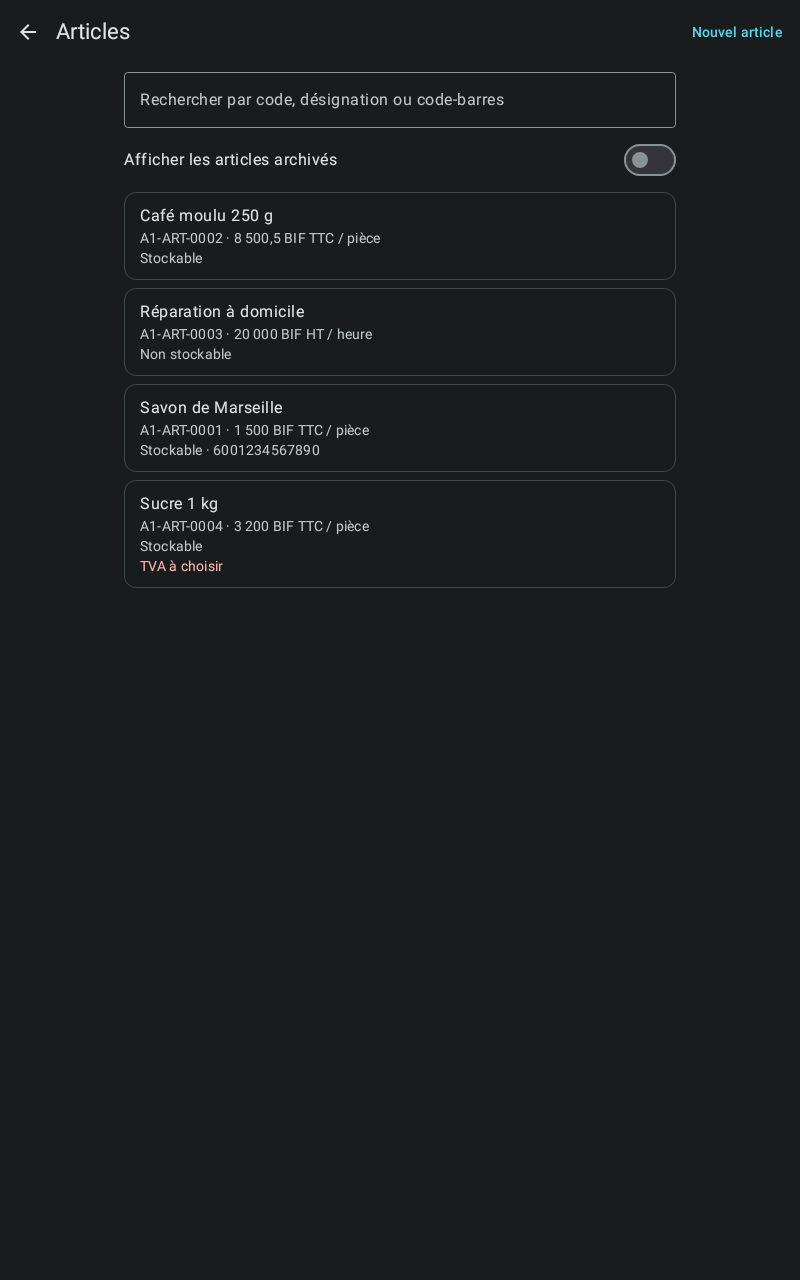 Articles
Nouvel article
Rechercher par code, désignation ou code-barres
Afficher les articles archivés
Café moulu 250 g
A1-ART-0002 · 8 500,5 BIF TTC / pièce
Stockable
Réparation à domicile
A1-ART-0003 · 20 000 BIF HT / heure
Non stockable
Savon de Marseille
A1-ART-0001 · 1 500 BIF TTC / pièce
Stockable · 6001234567890
Sucre 1 kg
A1-ART-0004 · 3 200 BIF TTC / pièce
Stockable
TVA à choisir